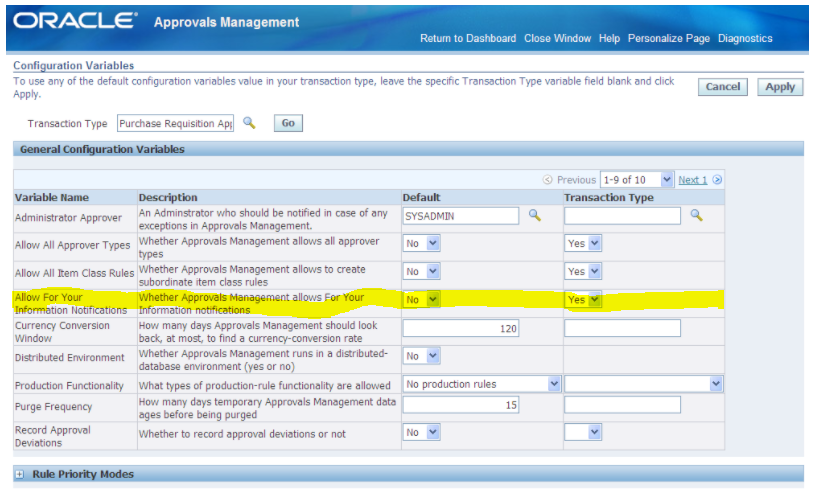 ORACLE® Approvals Management
Return to Dashboard Close Window Help Personalize Page Diagnostics
Configuration Variables
To use any of the default configuration variables value in your transaction type, leave the specific Transaction Type variable field blank and click
Apply.
Cancel Apply
Transaction Type Purchase Requisition App Go
General Configuration Variables
Previous 1-9 of 10 Next 1
Variable Name Description Default Transaction Type
Administrator Approver An Adminstrator who should be notified in case of any
exceptions in Approvals Management. SYSADMIN
Allow All Approver Types Whether Approvals Management allows all approver
types No Yes
Allow All Item Class Rules Whether Approvals Management allows to create
subordinate item class rules No Yes
Allow For Your
Information Notifications Whether Approvals Management allows For Your
Information notifications No Yes
Currency Conversion
Window How many days Approvals Management should look
back, at most, to find a currency-conversion rate 120
Distributed Environment Whether Approvals Management runs in a distributed-
database environment (yes or no) No
Production Functionality What types of production-rule functionality are allowed No production rules
Purge Frequency How many days temporary Approvals Management data
ages before being purged 15
Record Approval
Deviations Whether to record approval deviations or not No
Rule Priority Modes